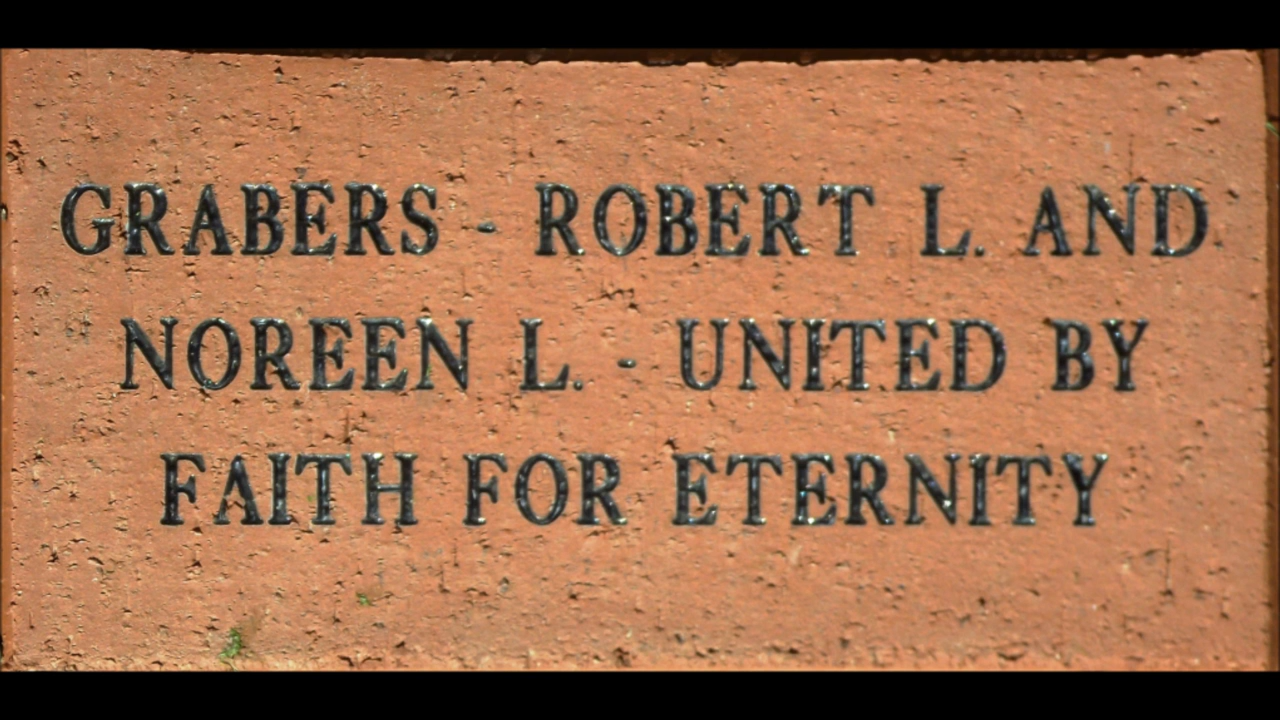 GRABERS - ROBERT L. AND
NOREEN L. - UNITED BY
FAITH FOR ETERNITY